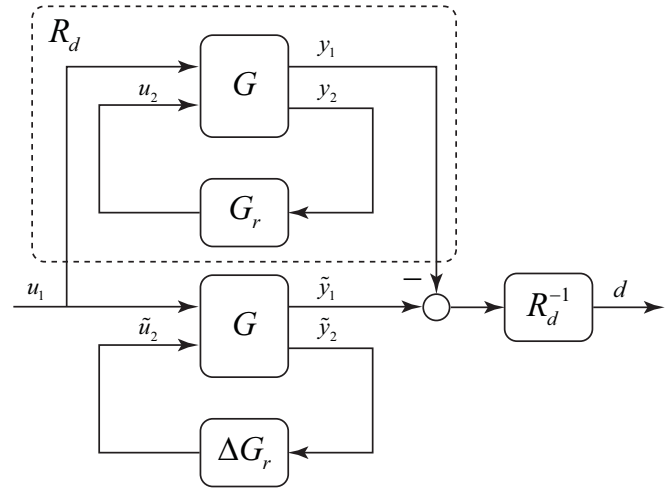 R_d
y_1
u_2
G
y_2
G_r
−
u_1
ỹ_1
ũ_2
G
ỹ_2
R_d^{-1}
d
ΔG_r